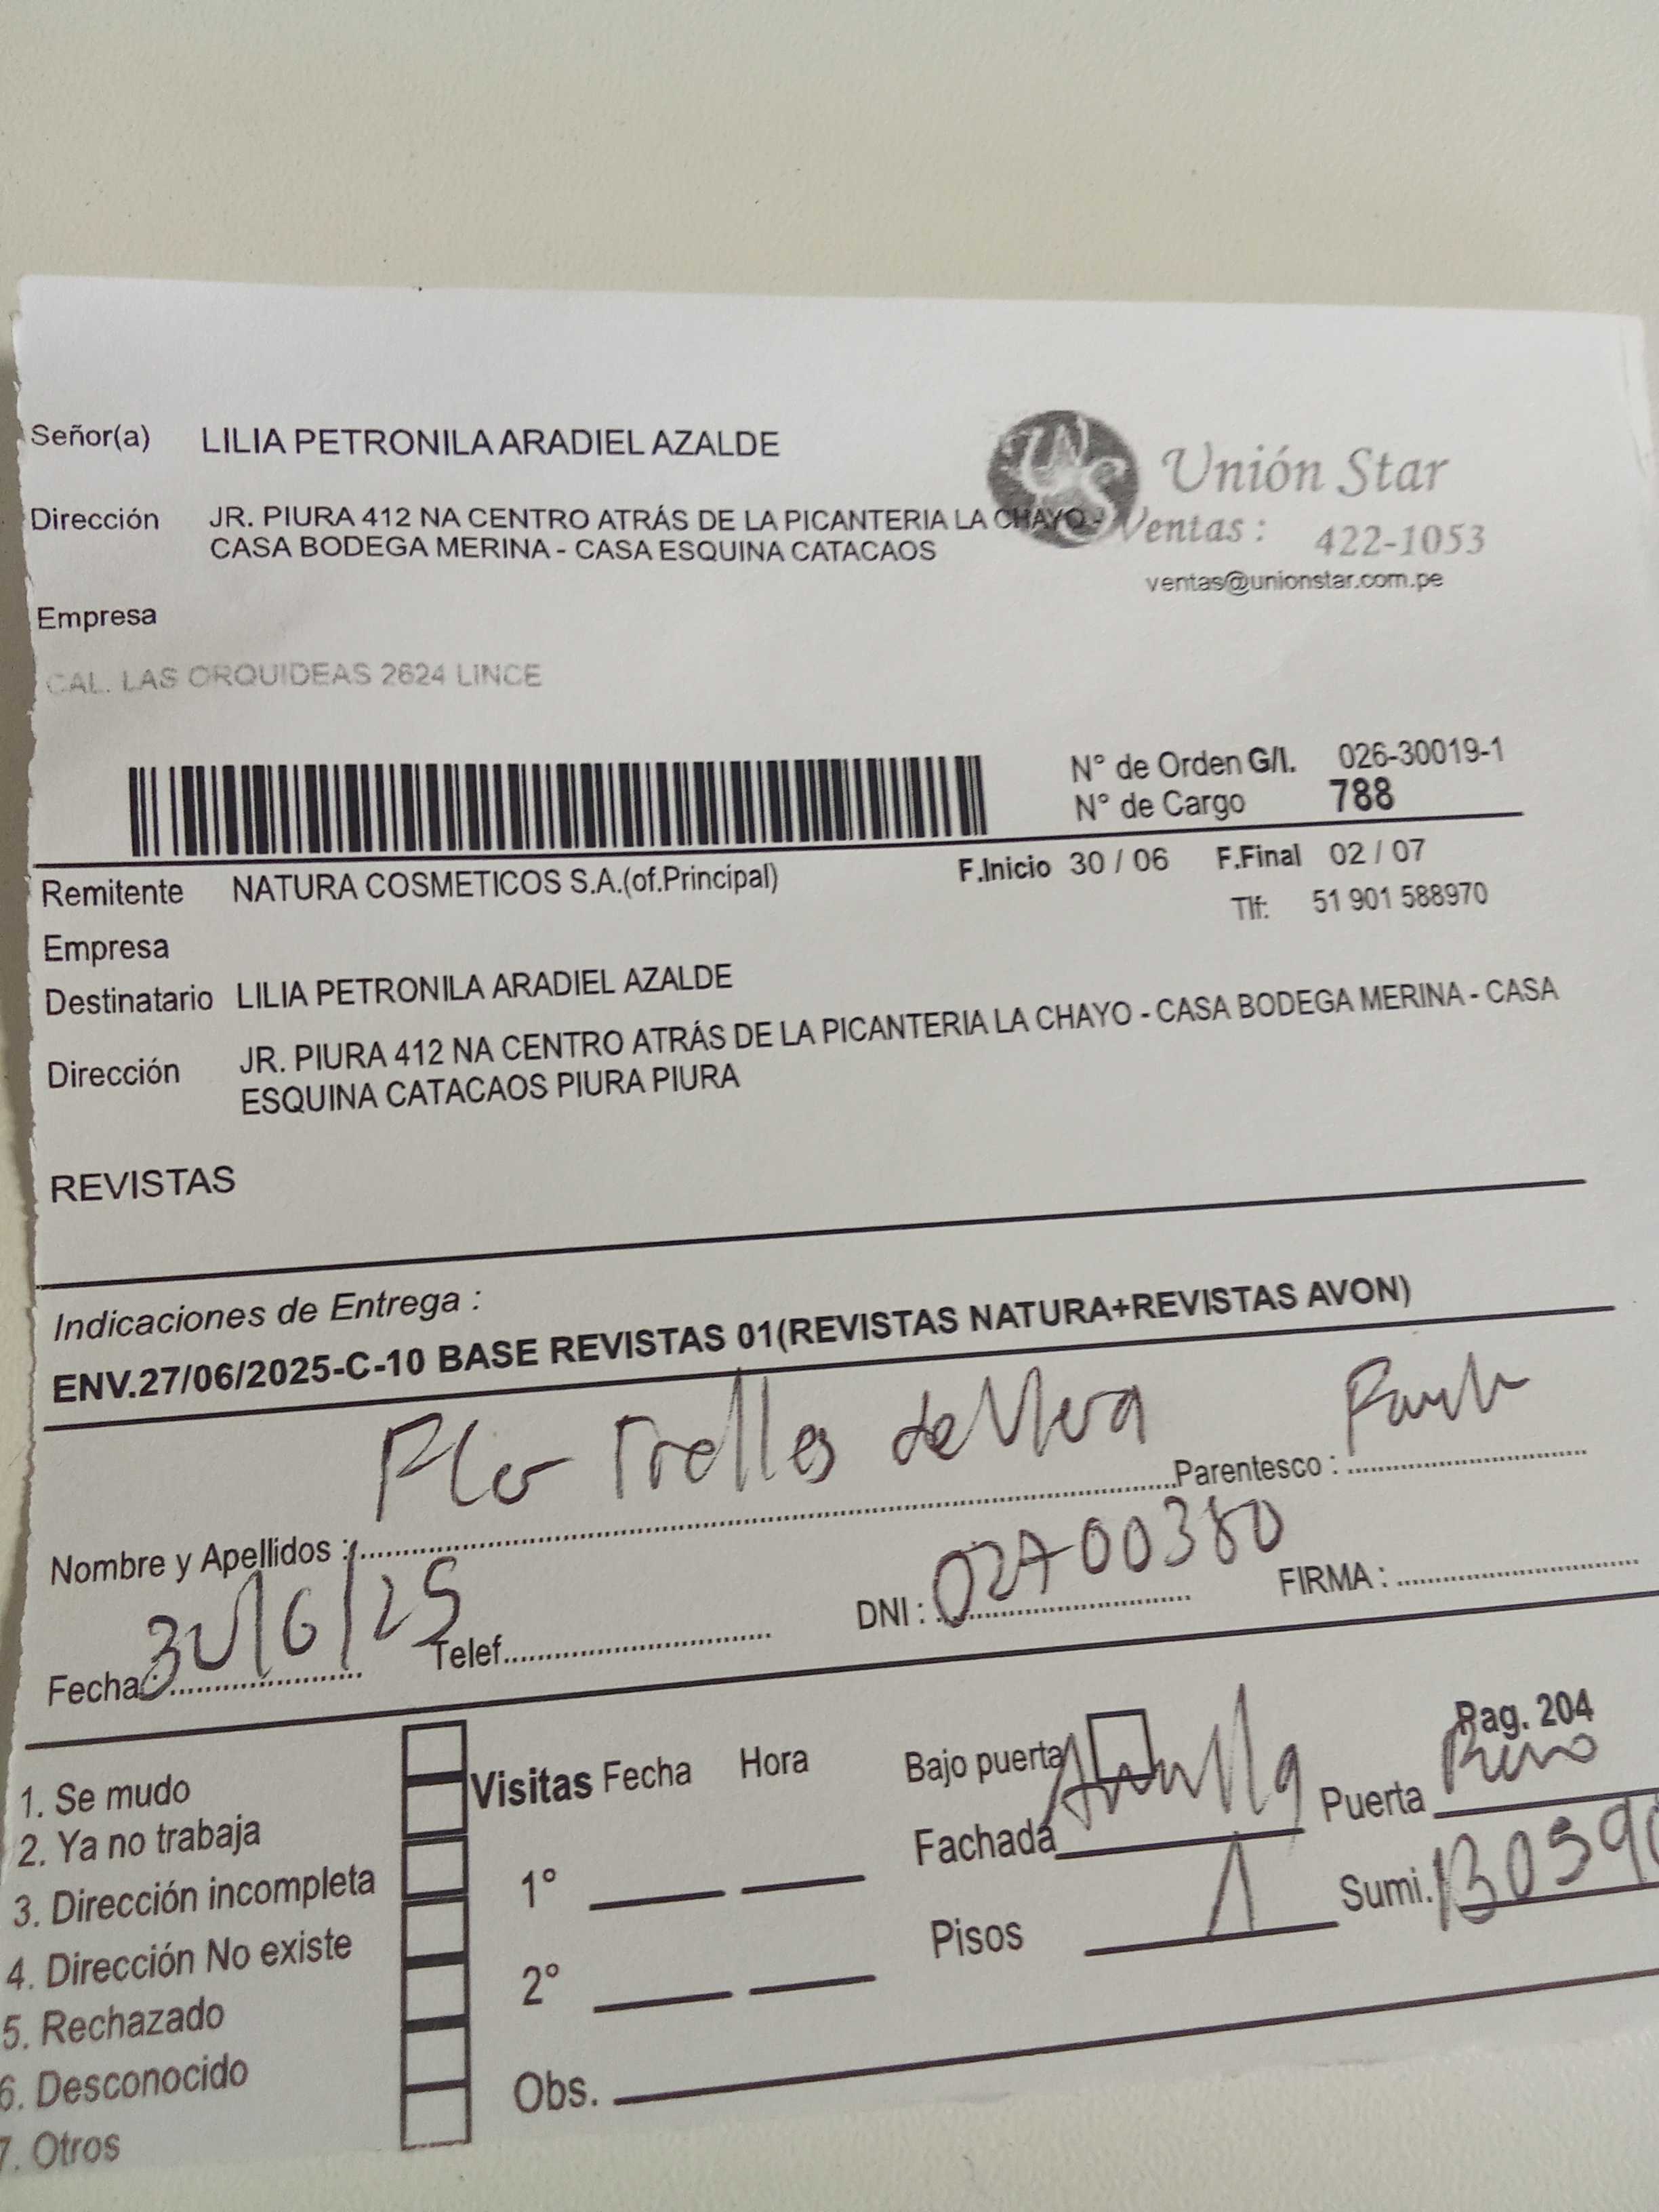 Señor(a) LILIA PETRONILA ARADIEL AZALDE
Unión Star
Dirección JR. PIURA 412 NA CENTRO ATRÁS DE LA PICANTERIA LA CHAYO -
CASA BODEGA MERINA - CASA ESQUINA CATACAOS
Ventas : 422-1053
ventas@unionstar.com.pe
Empresa
CAL. LAS ORQUIDEAS 2624 LINCE
N° de Orden G/I. 026-30019-1
N° de Cargo 788
Remitente NATURA COSMETICOS S.A.(of.Principal) F.Inicio 30 / 06 F.Final 02 / 07
Tlf: 51 901 588970
Empresa
Destinatario LILIA PETRONILA ARADIEL AZALDE
Dirección JR. PIURA 412 NA CENTRO ATRÁS DE LA PICANTERIA LA CHAYO - CASA BODEGA MERINA - CASA
ESQUINA CATACAOS PIURA PIURA
REVISTAS
Indicaciones de Entrega :
ENV.27/06/2025-C-10 BASE REVISTAS 01(REVISTAS NATURA+REVISTAS AVON)
Nombre y Apellidos : Trelles de Parentesco :
Fecha: 30/6/25 Telef. DNI : 02700380 FIRMA :
Pag. 204
1. Se mudo
2. Ya no trabaja
3. Dirección incompleta
4. Dirección No existe
5. Rechazado
6. Desconocido
7. Otros
Visitas Fecha Hora
1°
2°
Obs.
Bajo puerta
Fachada Puerta
Pisos 1 Sumi.